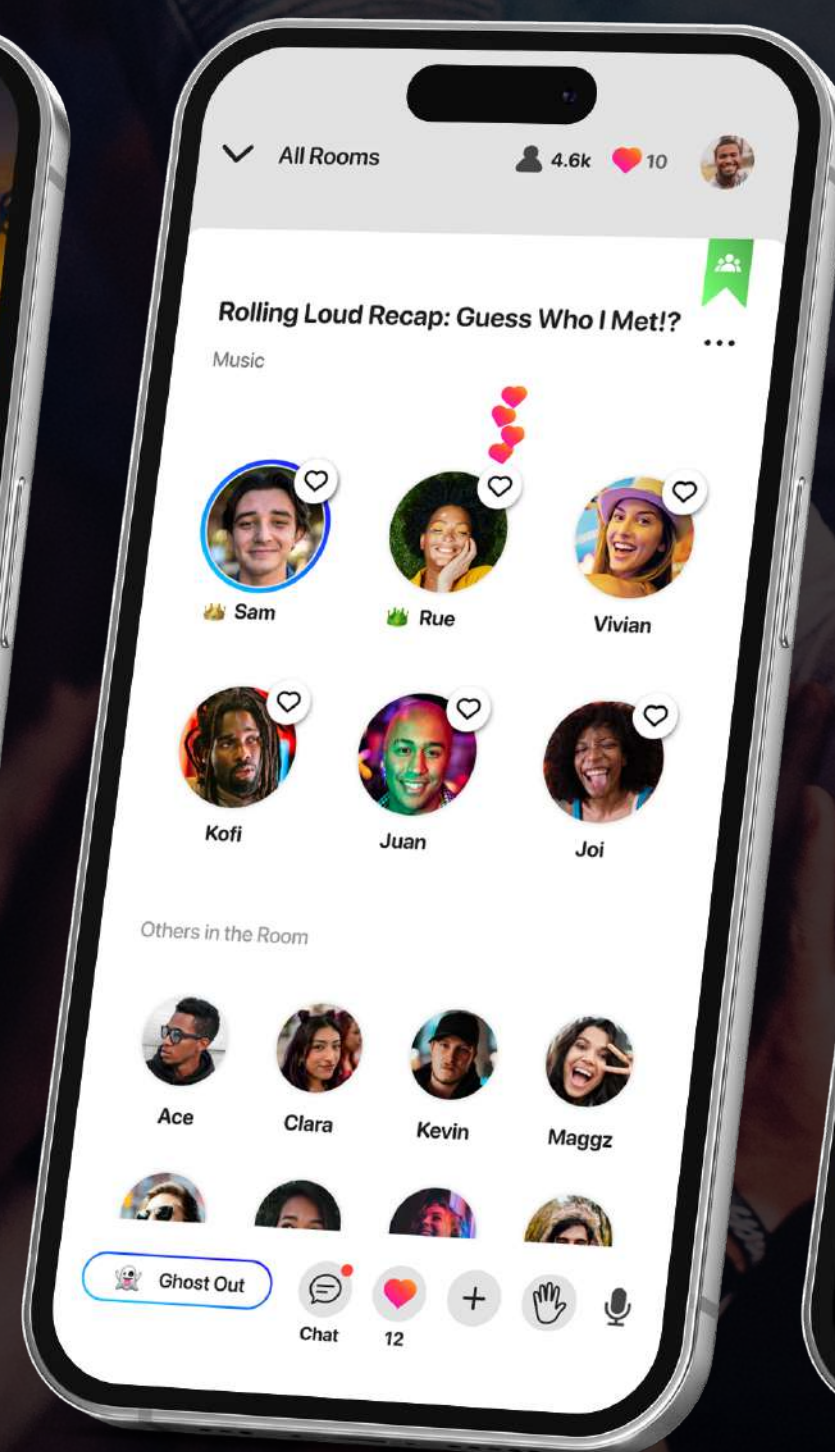 All Rooms 4.6k 10
Rolling Loud Recap: Guess Who I Met!?
Music
Sam Rue Vivian
Kofi Juan Joi
Others in the Room
Ace Clara Kevin Maggz
Ghost Out
Chat 12